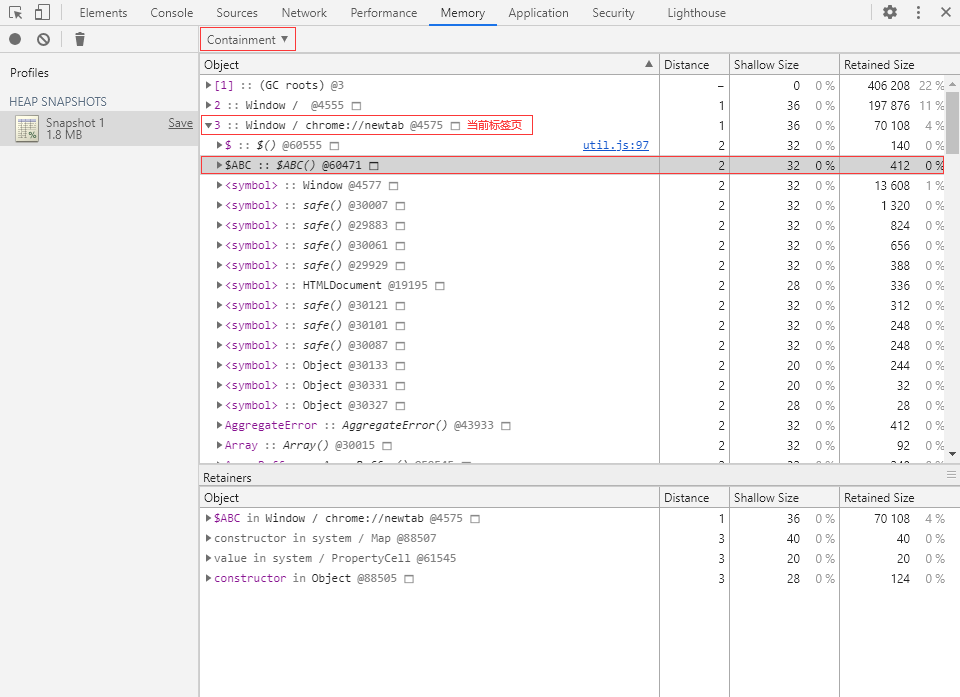 Elements Console Sources Network Performance Memory Application Security Lighthouse
Containment ▼
Profiles
HEAP SNAPSHOTS
Snapshot 1
1.8 MB
Save
%
Object ▲ Distance Shallow Size Retained Size
[1] :: (GC roots) @3 – 0 0 % 406 208 22 %
2 :: Window / @4555 1 36 0 % 197 876 11 %
3 :: Window / chrome://newtab @4575 当前标签页 1 36 0 % 70 108 4 %
$ :: $() @60555 util.js:97 2 32 0 % 140 0 %
$ABC :: $ABC() @60471 2 32 0 % 412 0 %
<symbol> :: Window @4577 2 32 0 % 13 608 1 %
<symbol> :: safe() @30007 2 32 0 % 1 320 0 %
<symbol> :: safe() @29883 2 32 0 % 824 0 %
<symbol> :: safe() @30061 2 32 0 % 656 0 %
<symbol> :: safe() @29929 2 32 0 % 388 0 %
<symbol> :: HTMLDocument @19195 2 28 0 % 336 0 %
<symbol> :: safe() @30121 2 32 0 % 312 0 %
<symbol> :: safe() @30101 2 32 0 % 248 0 %
<symbol> :: safe() @30087 2 32 0 % 248 0 %
<symbol> :: Object @30133 2 20 0 % 244 0 %
<symbol> :: Object @30331 2 20 0 % 32 0 %
<symbol> :: Object @30327 2 28 0 % 28 0 %
AggregateError :: AggregateError() @43933 2 32 0 % 412 0 %
Array :: Array() @30015 2 32 0 % 92 0 %
Retainers
Object Distance Shallow Size Retained Size
$ABC in Window / chrome://newtab @4575 1 36 0 % 70 108 4 %
constructor in system / Map @88507 3 40 0 % 40 0 %
value in system / PropertyCell @61545 3 20 0 % 20 0 %
constructor in Object @88505 3 28 0 % 124 0 %